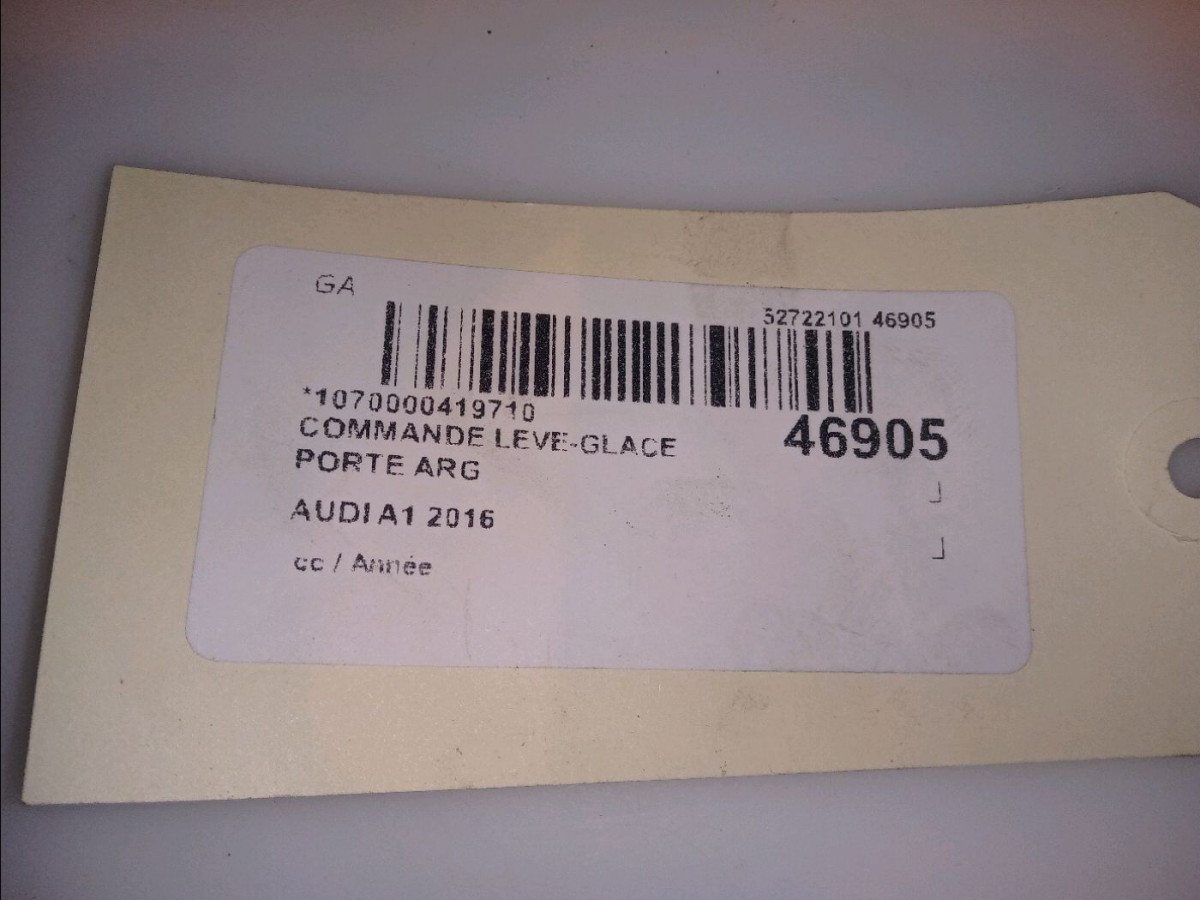 GA
52722101 46905
*1070000419710
COMMANDE LEVE-GLACE
46905
PORTE ARG
AUDI A1 2016
cc / Année